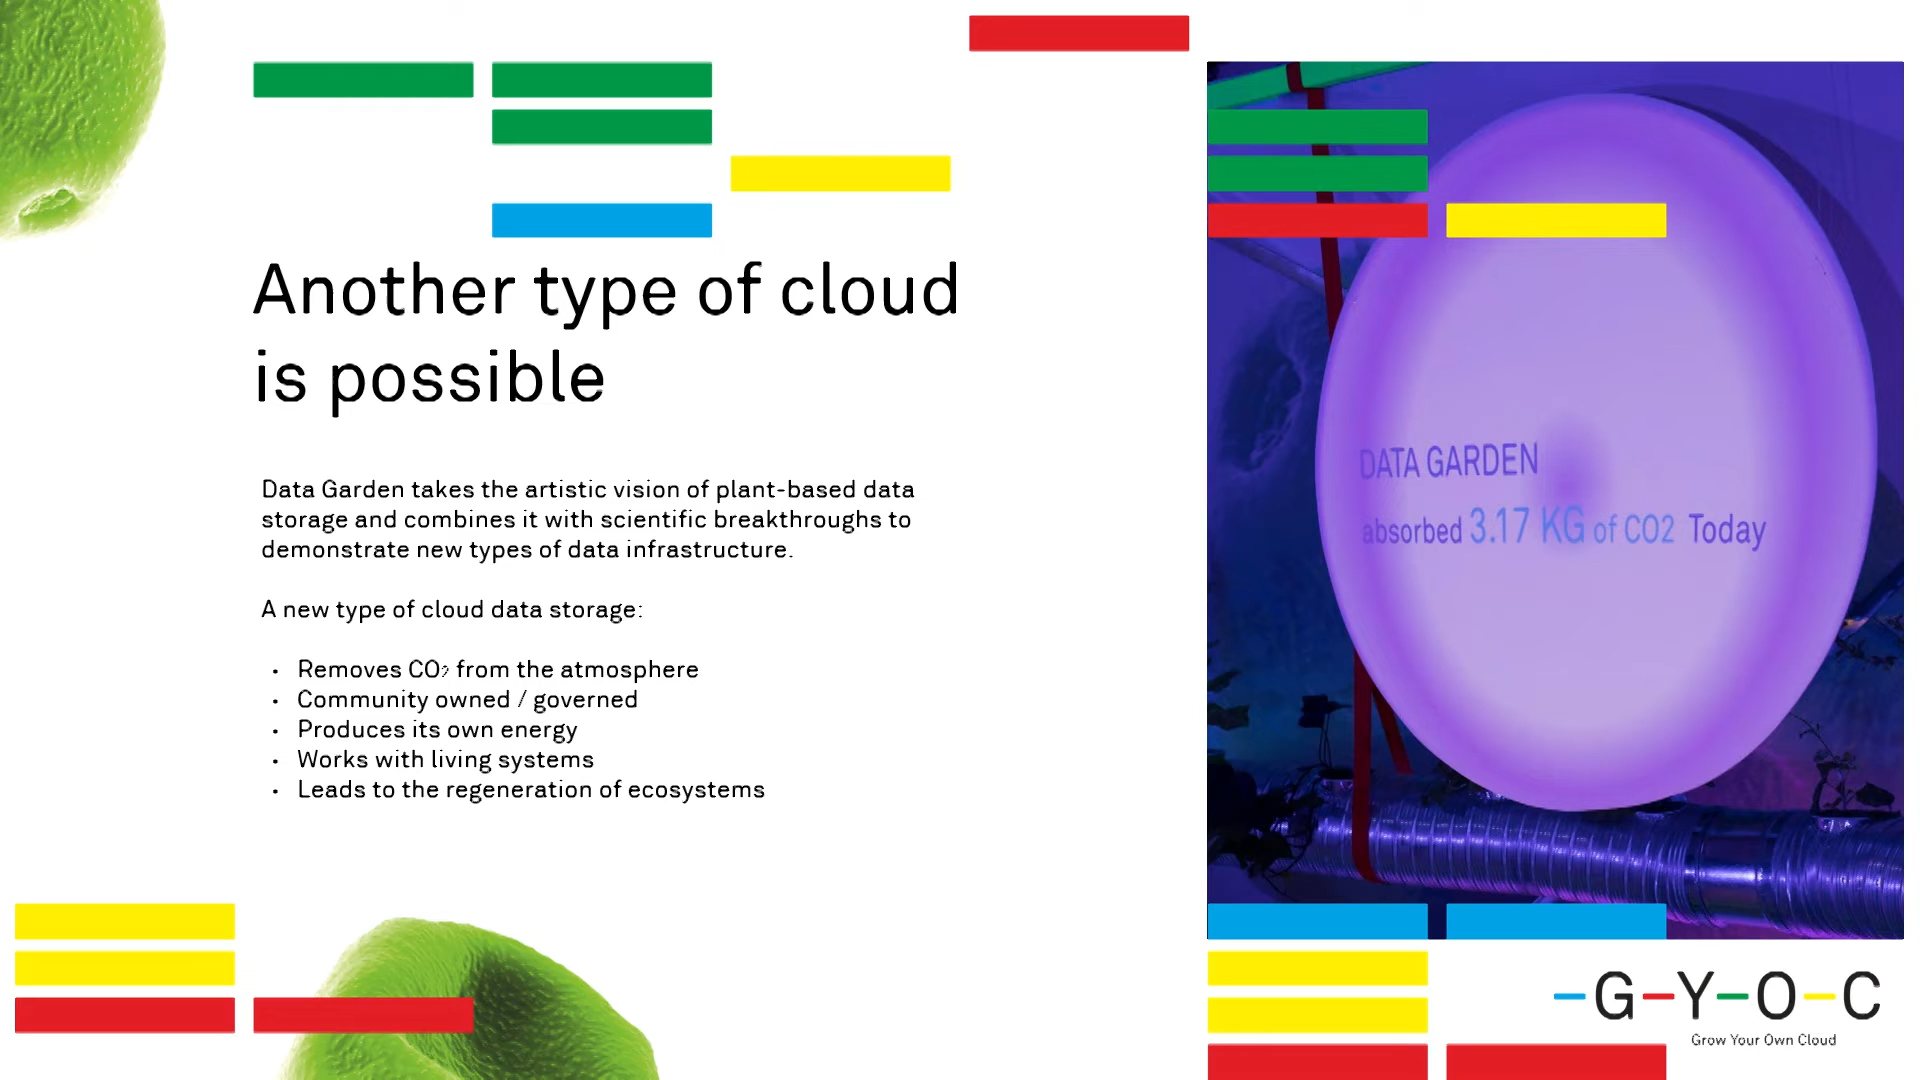 Another type of cloud
is possible
Data Garden takes the artistic vision of plant-based data
storage and combines it with scientific breakthroughs to
demonstrate new types of data infrastructure.
A new type of cloud data storage:
• Removes CO₂ from the atmosphere
• Community owned / governed
• Produces its own energy
• Works with living systems
• Leads to the regeneration of ecosystems
DATA GARDEN
absorbed 3.17 KG of CO2 Today
G-Y-O-C
Grow Your Own Cloud